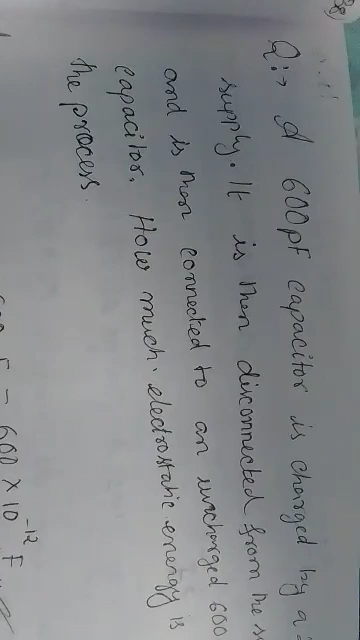 Q:→ A 600pF capacitor is charged by a
supply. It is then disconnected from the
and is then connected to an uncharged 600
capacitor. How much electrostatic energy is
the process.
= 600 × 10⁻¹² F